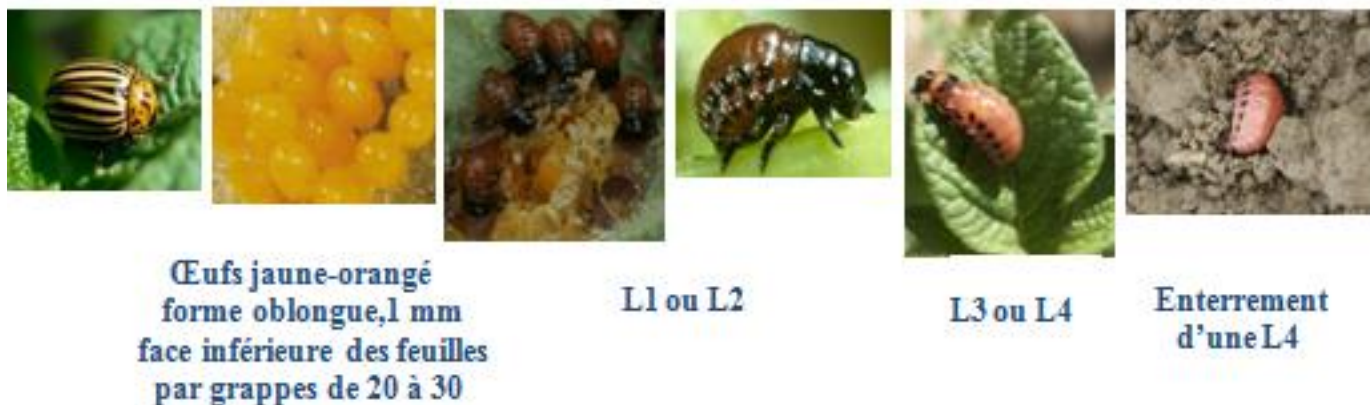 Œufs jaune-orangé
forme oblongue,1 mm
face inférieure des feuilles
par grappes de 20 à 30
L1 ou L2
L3 ou L4
Enterrement
d’une L4